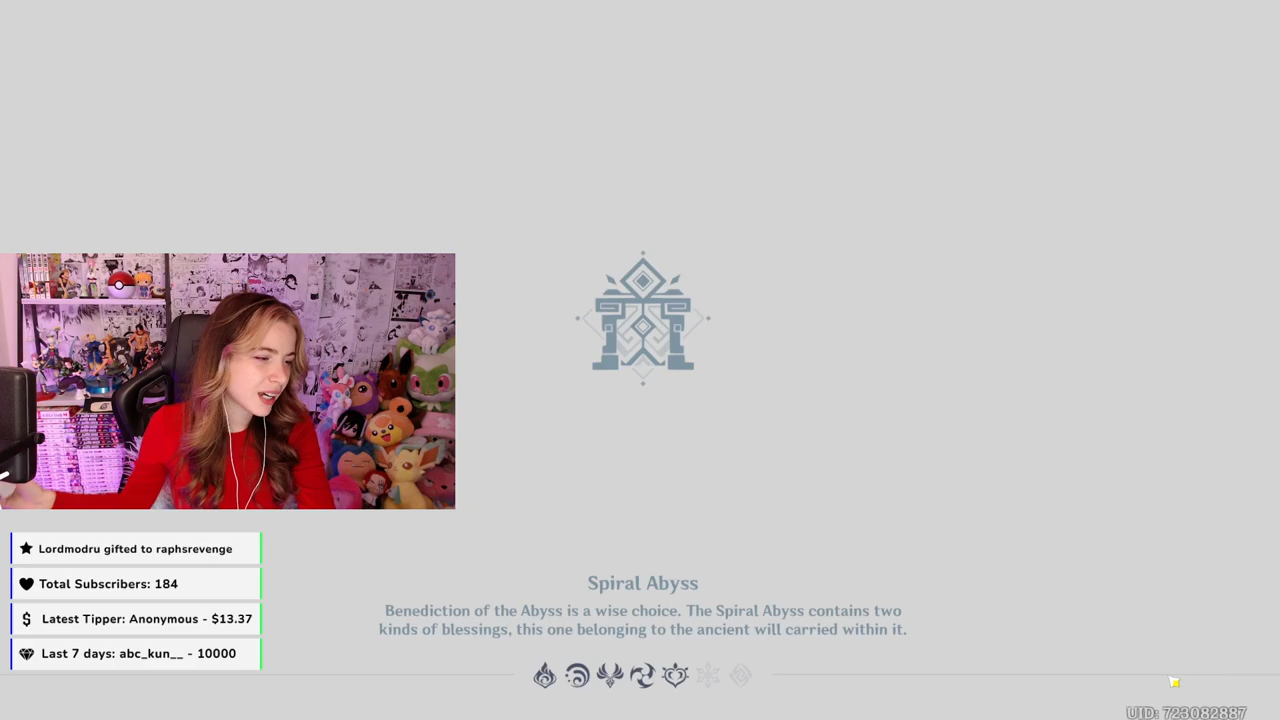 Lordmodru gifted to raphsrevenge
Total Subscribers: 184
Latest Tipper: Anonymous - $13.37
Last 7 days: abc_kun__ - 10000
Spiral Abyss
Benediction of the Abyss is a wise choice. The Spiral Abyss contains two
kinds of blessings, this one belonging to the ancient will carried within it.
UID: 723082887